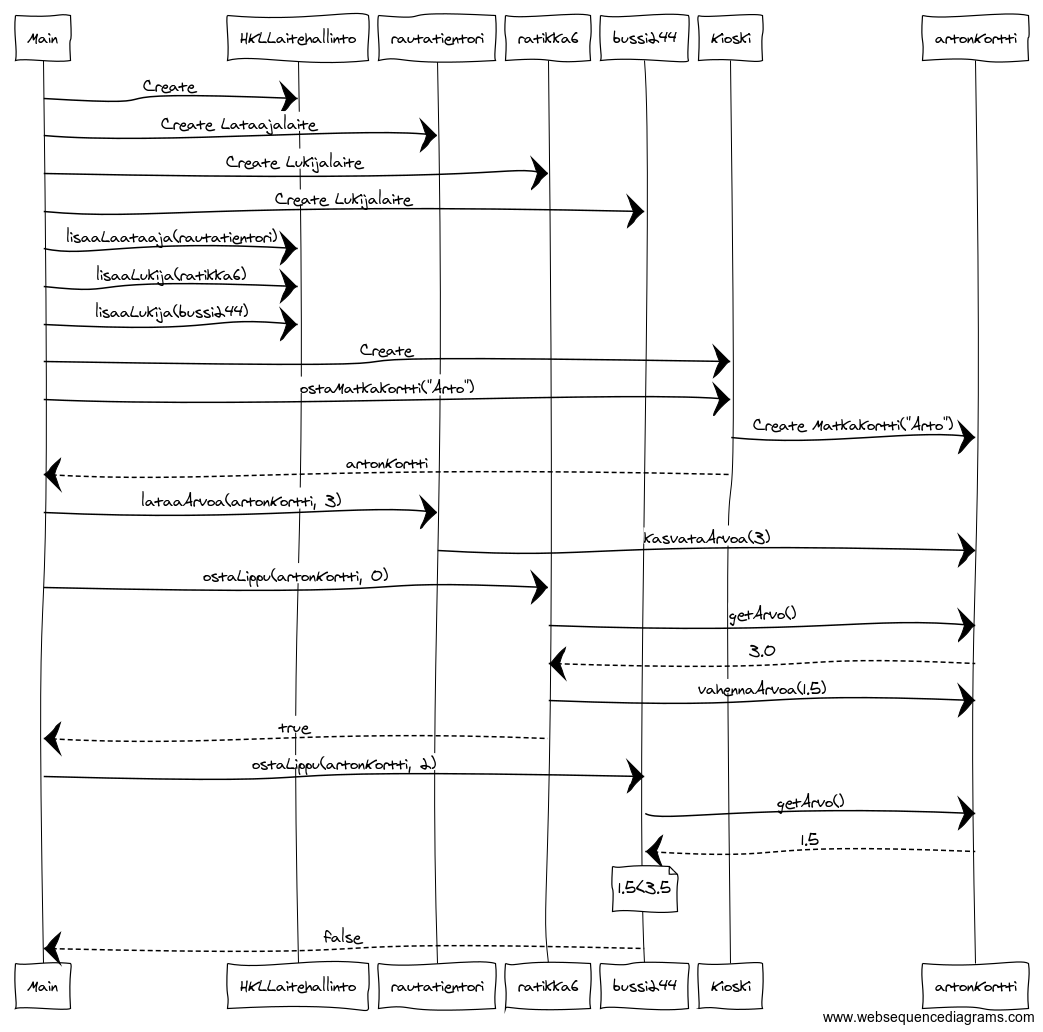 Main HKLLaitehallinto rautatientori ratikka6 bussi244 Kioski artonKortti
Create
Create Lataajalaite
Create Lukijalaite
Create Lukijalaite
lisaaLaataaja(rautatientori)
lisaaLukija(ratikka6)
lisaaLukija(bussi244)
Create
ostaMatkakortti("Arto")
Create Matkakortti("Arto")
artonKortti
lataaArvoa(artonKortti, 3)
kasvataArvoa(3)
ostaLippu(artonKortti, 0)
getArvo()
3.0
vahennaArvoa(1.5)
true
ostaLippu(artonKortti, 2)
getArvo()
1.5
1.5<3.5
false
Main HKLLaitehallinto rautatientori ratikka6 bussi244 Kioski artonKortti
www.websequencediagrams.com